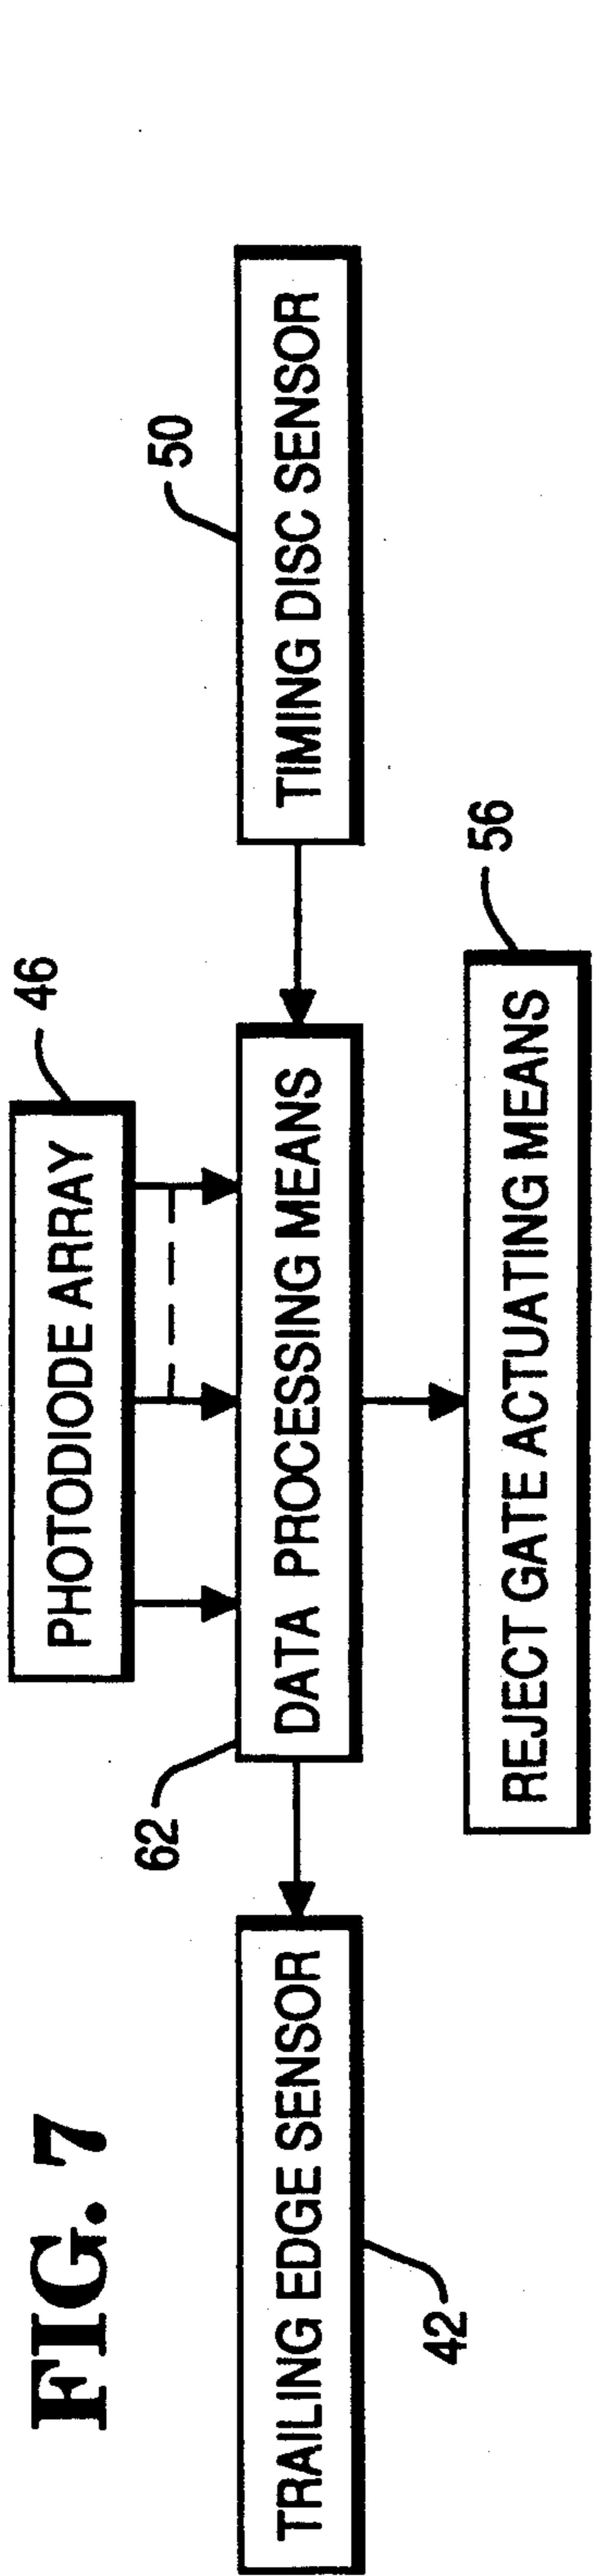 FIG. 7
PHOTODIODE ARRAY
46
62
50
TRAILING EDGE SENSOR
DATA PROCESSING MEANS
TIMING DISC SENSOR
42
56
REJECT GATE ACTUATING MEANS